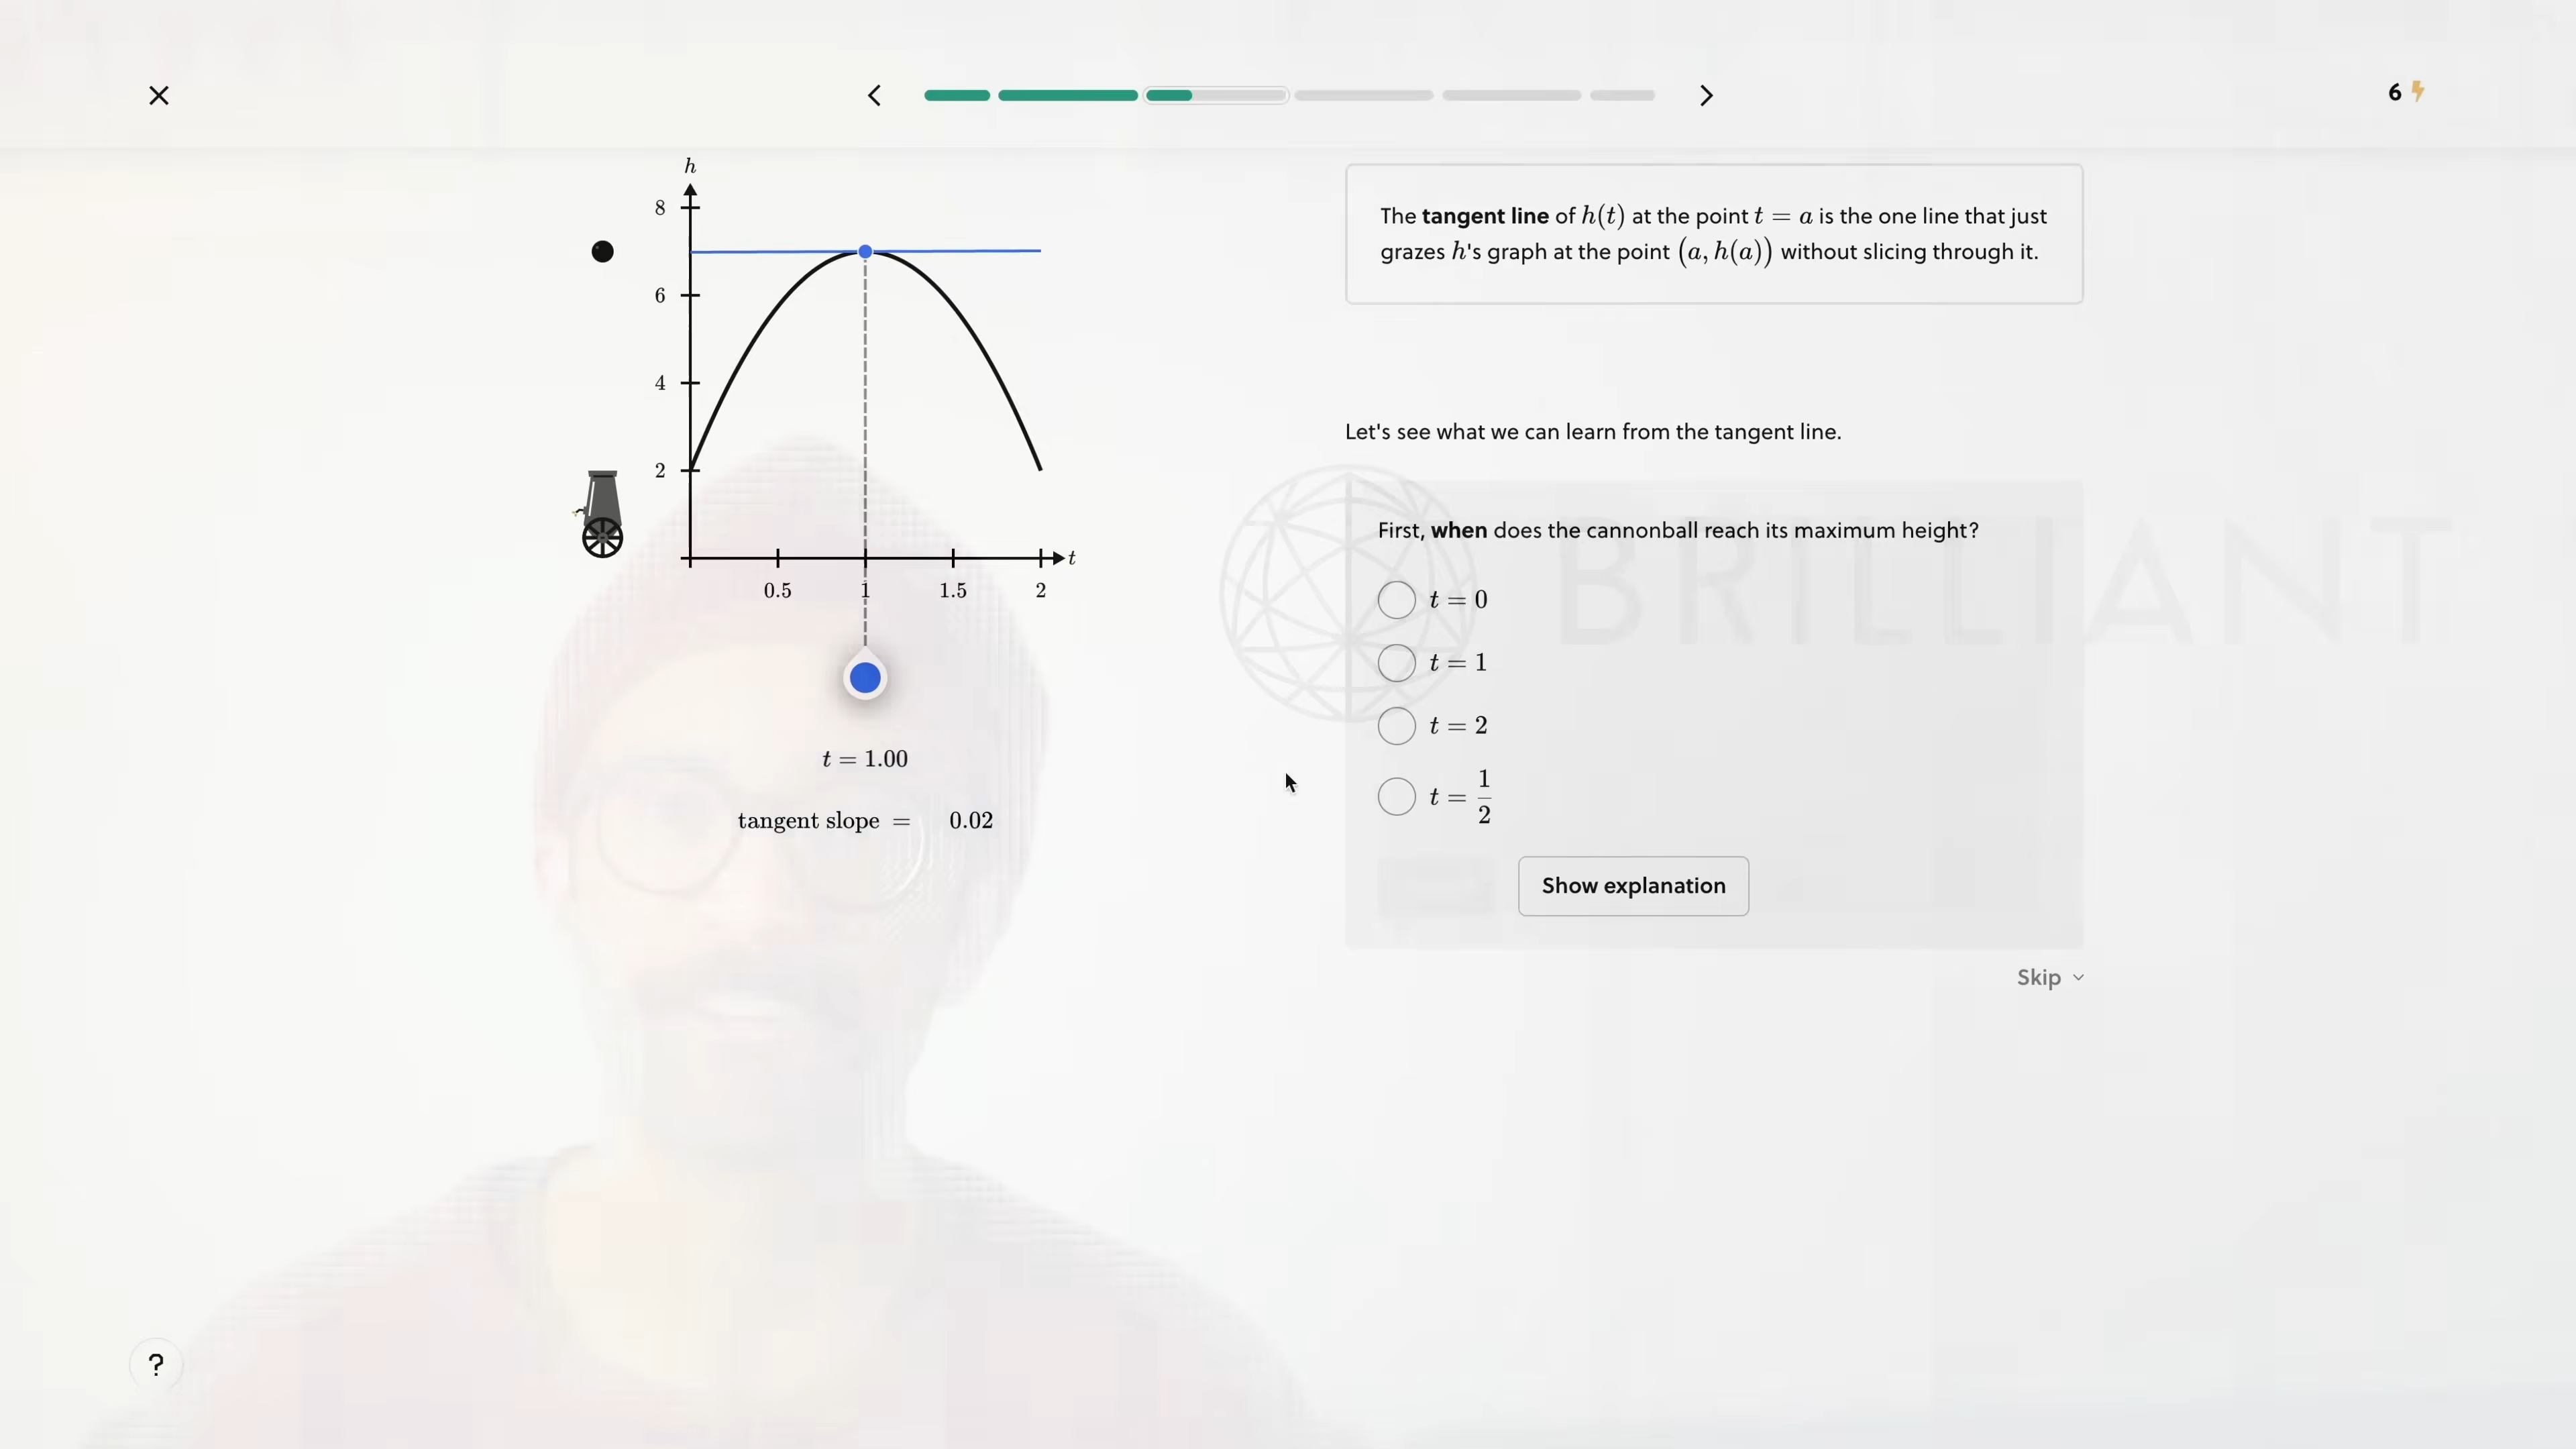 6
h
8
6
4
2
0.5 1 1.5 2 t
t = 1.00
tangent slope = 0.02
The tangent line of h(t) at the point t = a is the one line that just
grazes h's graph at the point (a, h(a)) without slicing through it.
Let's see what we can learn from the tangent line.
First, when does the cannonball reach its maximum height?
t = 0
t = 1
t = 2
t = 1/2
Show explanation
Skip
BRILLIANT
?